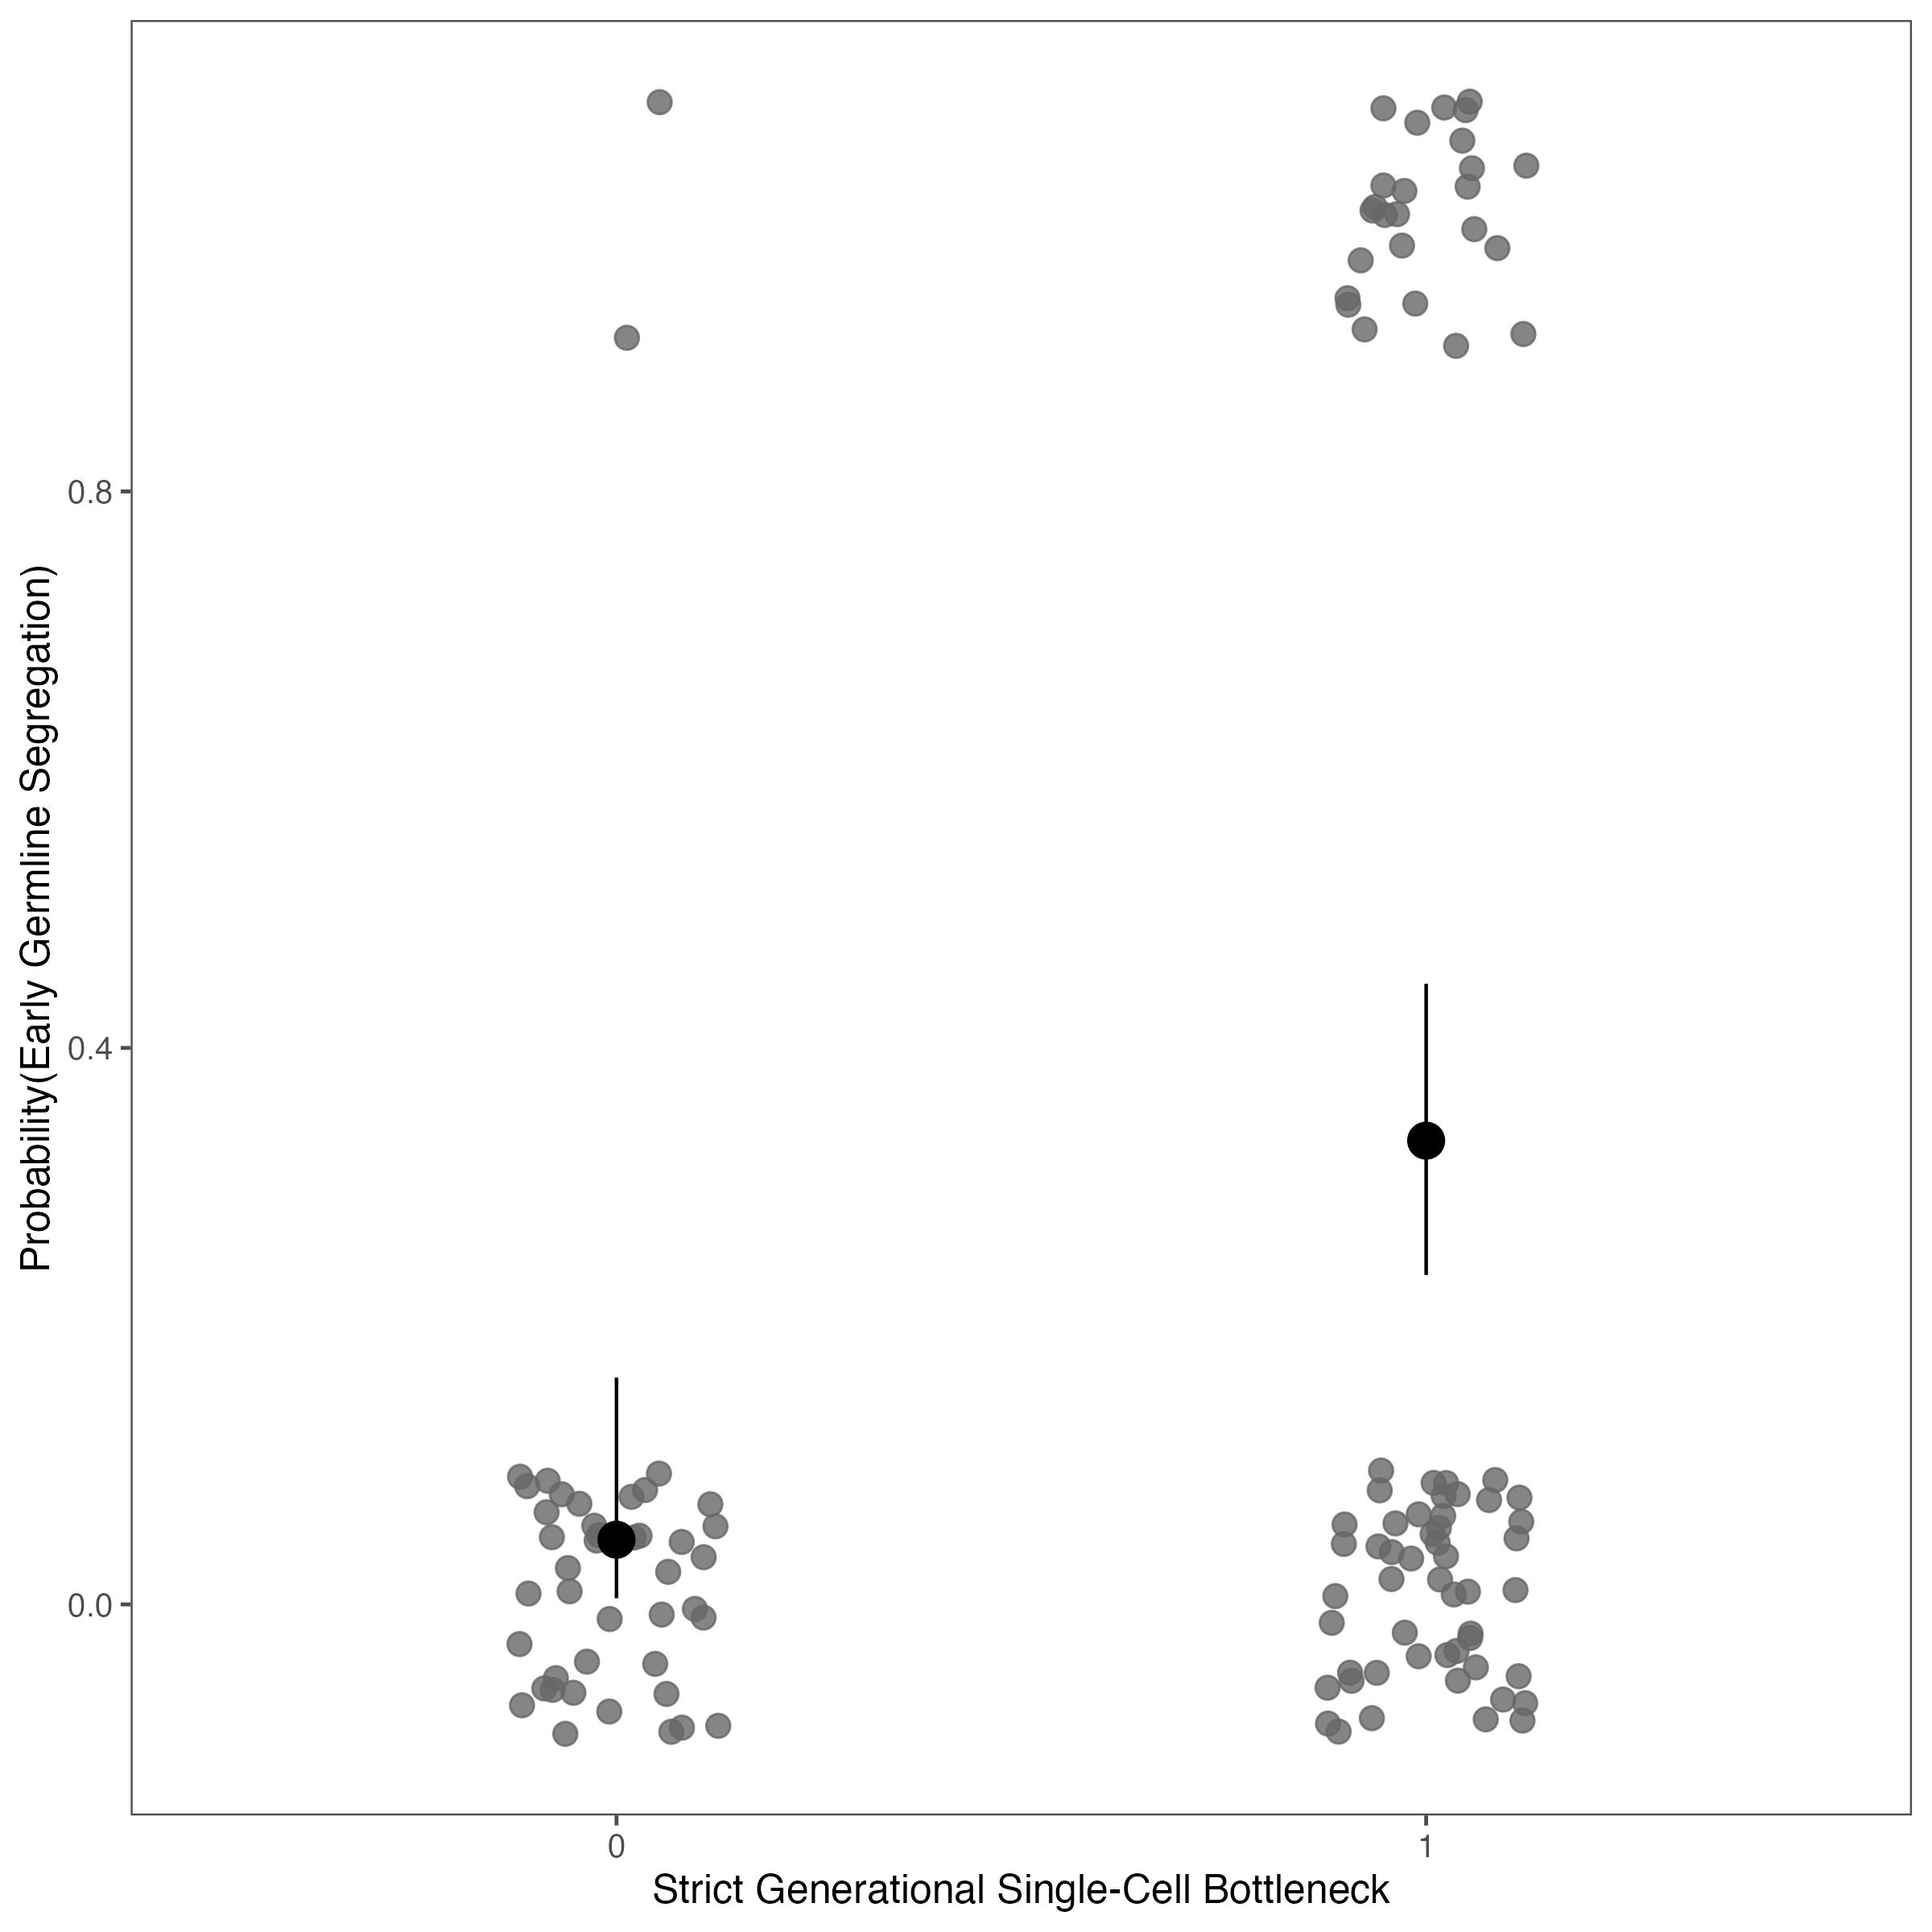 Probability(Early Germline Segregation)
0.8
0.4
0.0
0
1
Strict Generational Single-Cell Bottleneck